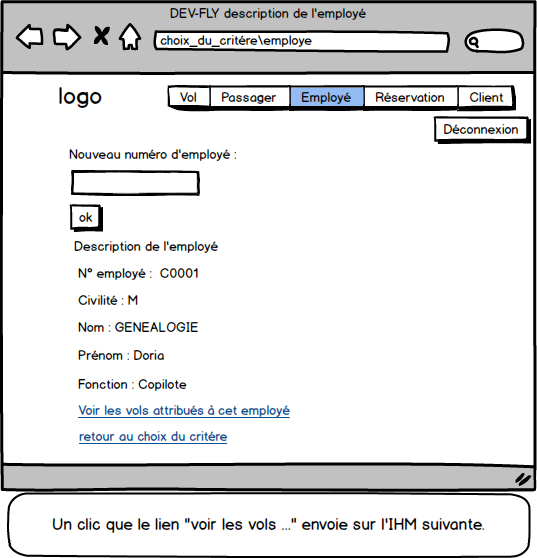 DEV-FLY description de l'employé
choix_du_critére\employe
logo
Vol Passager Employé Réservation Client
Déconnexion
Nouveau numéro d'employé :
ok
Description de l'employé
N° employé : C0001
Civilité : M
Nom : GENEALOGIE
Prénom : Doria
Fonction : Copilote
Voir les vols attribués à cet employé
retour au choix du critére
Un clic que le lien "voir les vols ..." envoie sur l'IHM suivante.